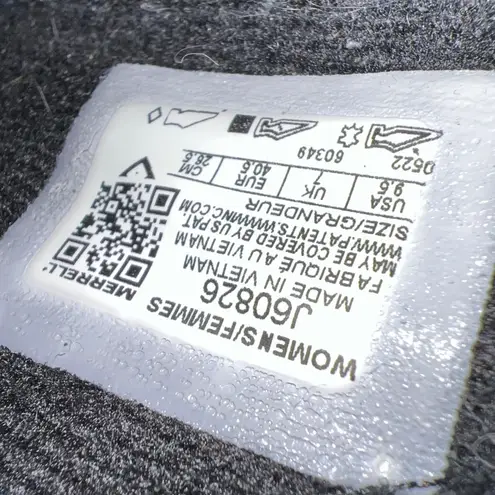 WOMENS/FEMMES
J60826
MADE IN VIETNAM
FABRIQUÉ AU VIETNAM
MAY BE COVERED BY US PAT.
WWW.PATENTS.WWWINC.COM
SIZE/GRANDEUR
USA UK EUR CM
9.5 7 40.5 26.5
0522 60349
MERRELL